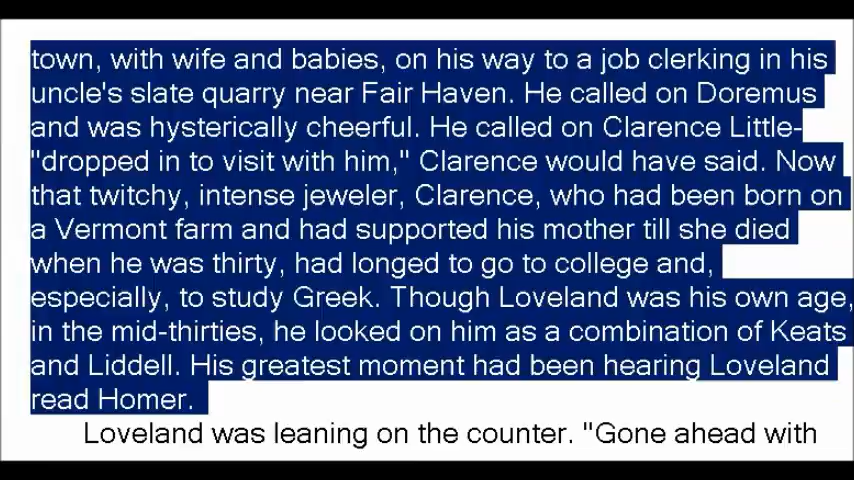 town, with wife and babies, on his way to a job clerking in his
uncle's slate quarry near Fair Haven. He called on Doremus
and was hysterically cheerful. He called on Clarence Little-
"dropped in to visit with him," Clarence would have said. Now
that twitchy, intense jeweler, Clarence, who had been born on
a Vermont farm and had supported his mother till she died
when he was thirty, had longed to go to college and,
especially, to study Greek. Though Loveland was his own age,
in the mid-thirties, he looked on him as a combination of Keats
and Liddell. His greatest moment had been hearing Loveland
read Homer.
Loveland was leaning on the counter. "Gone ahead with